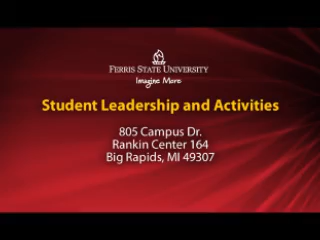 FERRIS STATE UNIVERSITY
Imagine More
Student Leadership and Activities
805 Campus Dr.
Rankin Center 164
Big Rapids, MI 49307